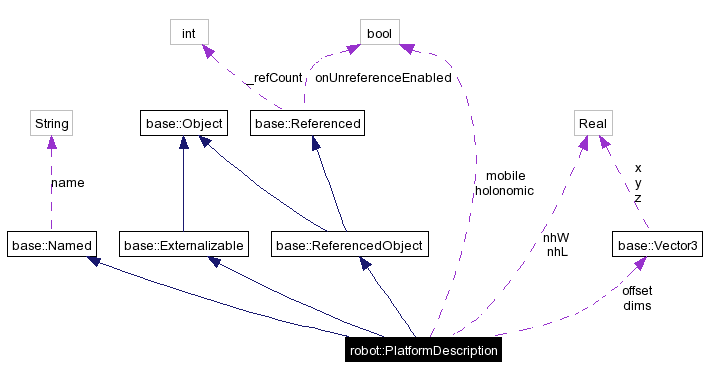 int
bool
_refCount
onUnreferenceEnabled
String
base::Object
base::Referenced
Real
name
mobile
holonomic
x
y
z
base::Named
base::Externalizable
base::ReferencedObject
nhW
nhL
base::Vector3
offset
dims
robot::PlatformDescription